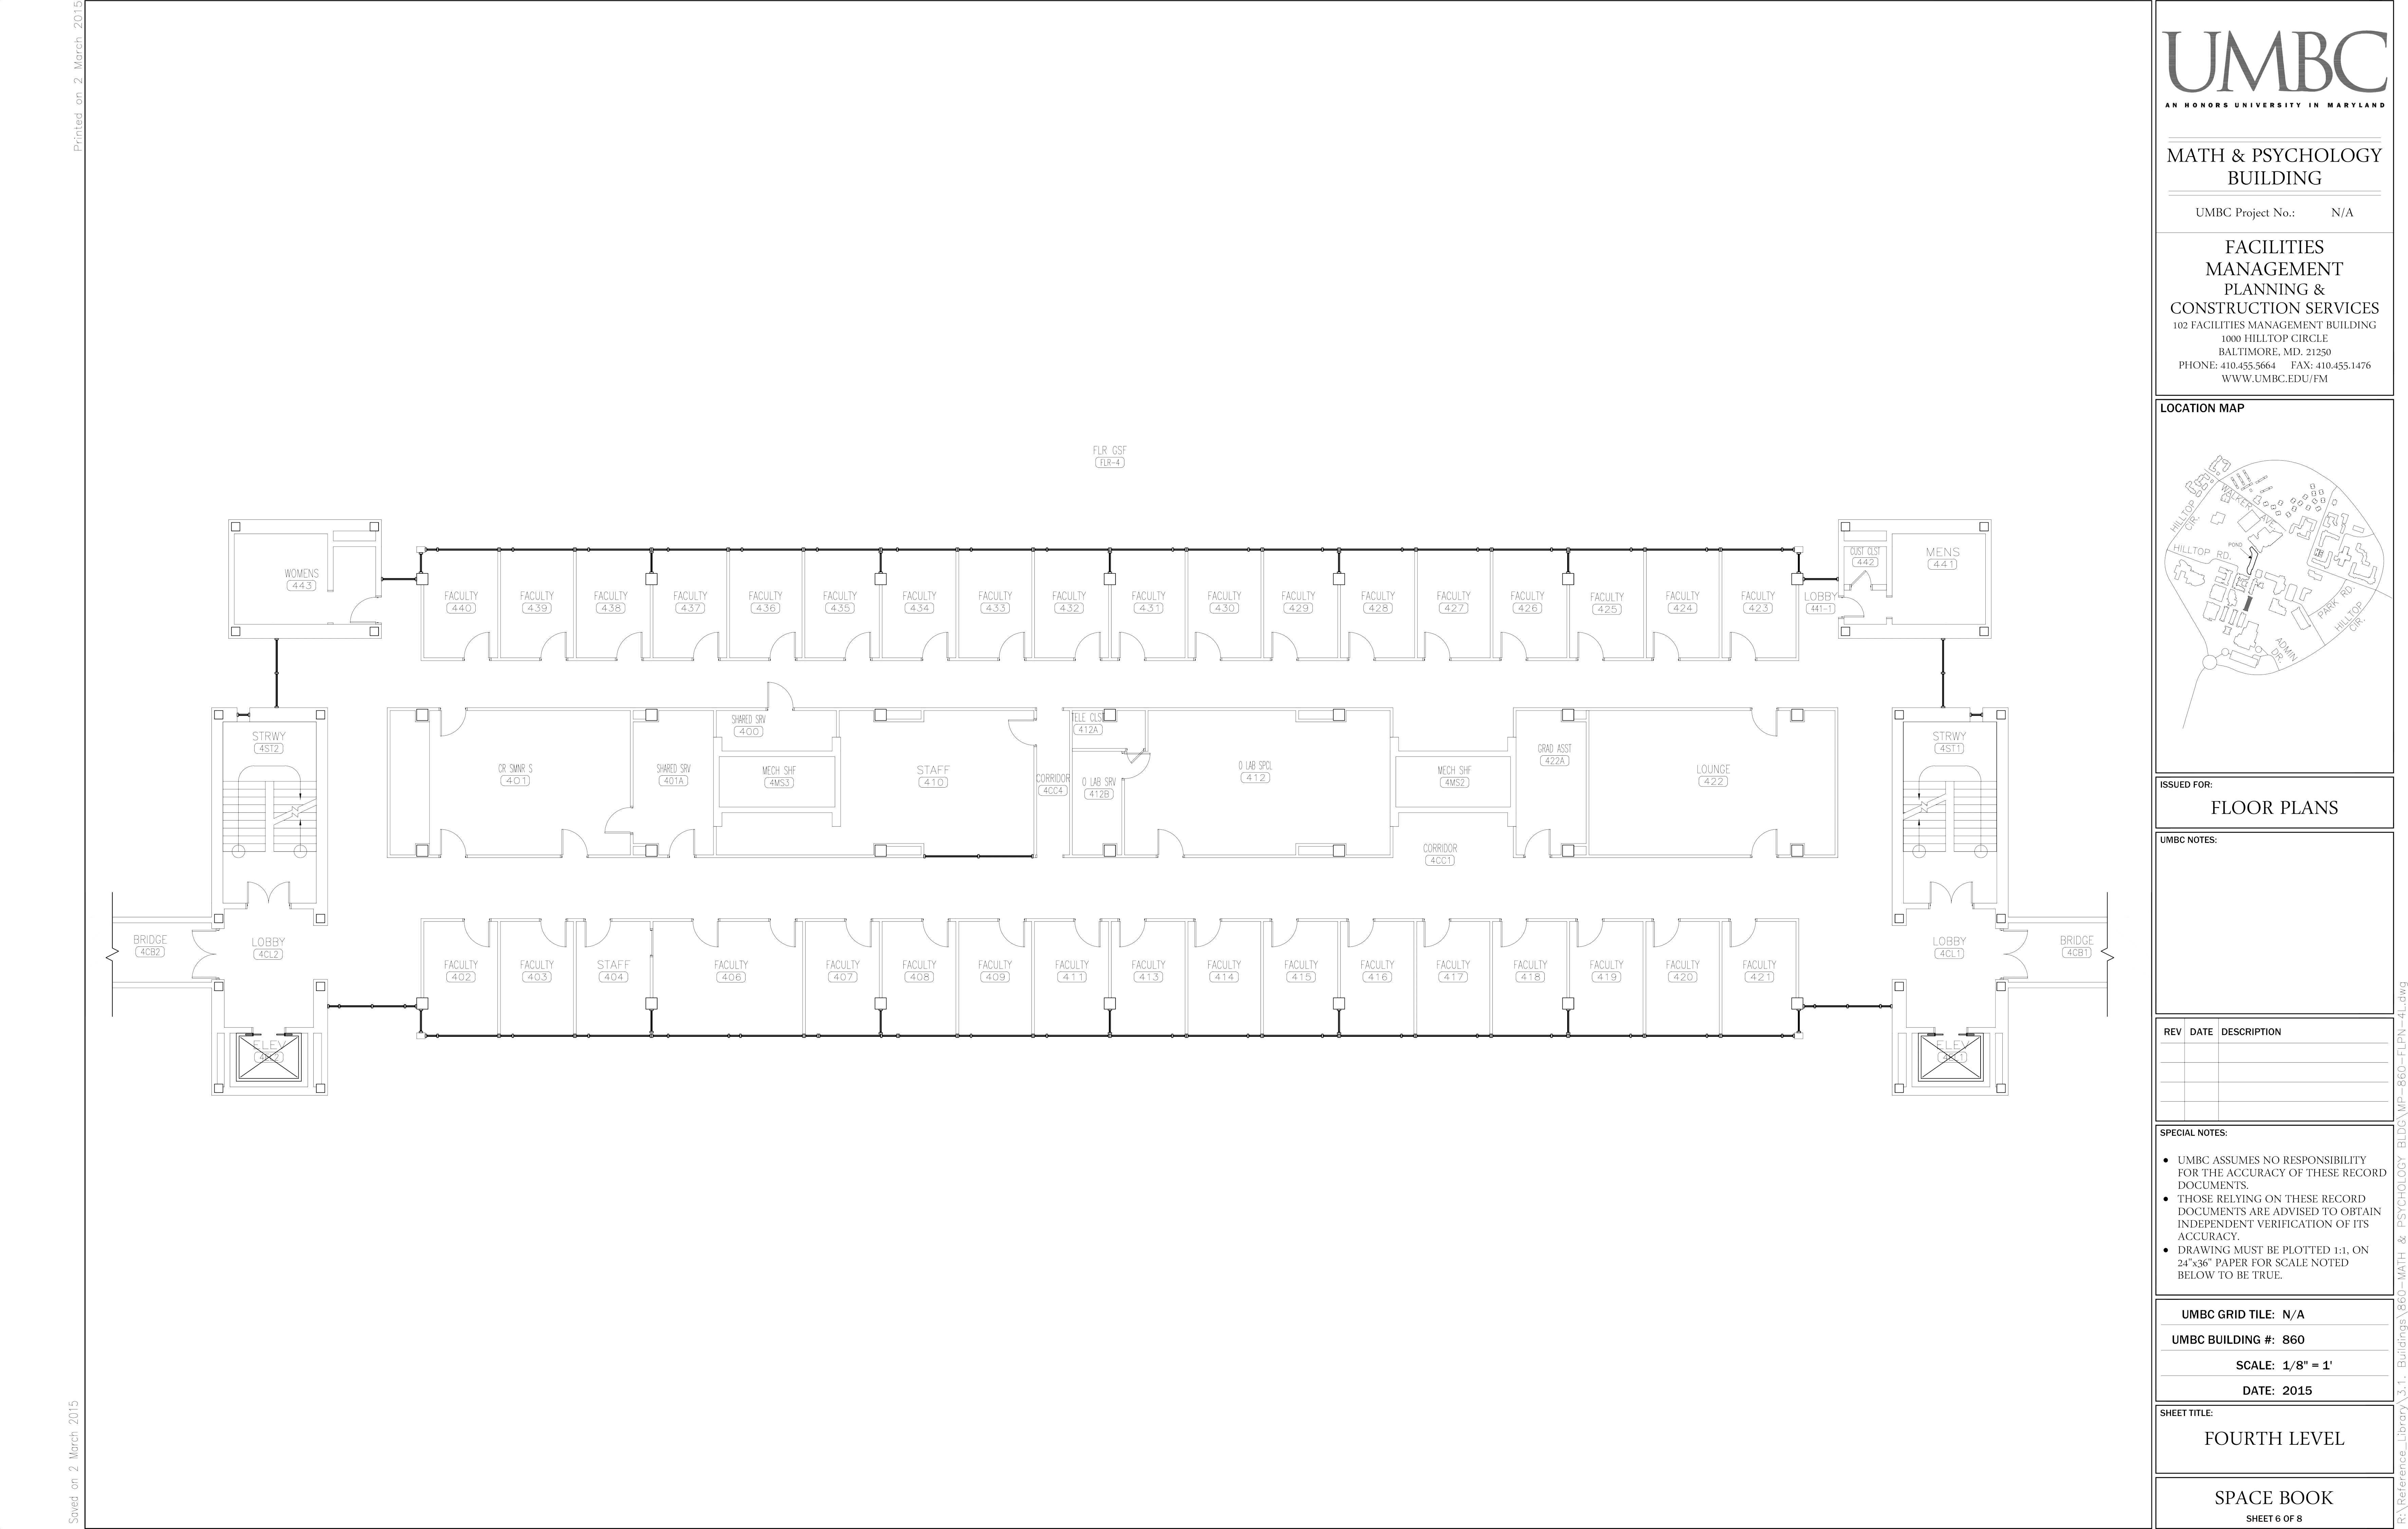 Printed on 2 March 2015
Saved on 2 March 2015
FLR GSF
FLR-4
WOMENS
443
FACULTY
440
FACULTY
439
FACULTY
438
FACULTY
437
FACULTY
436
FACULTY
435
FACULTY
434
FACULTY
433
FACULTY
432
FACULTY
431
FACULTY
430
FACULTY
429
FACULTY
428
FACULTY
427
FACULTY
426
FACULTY
425
FACULTY
424
FACULTY
423
LOBBY
441-1
CUST CLST
442
MENS
441
STRWY
4ST2
CR SMNR S
401
SHARED SRV
401A
SHARED SRV
400
MECH SHF
4MS3
STAFF
410
CORRIDOR
4CC4
TELE CLST
412A
O LAB SRV
412B
O LAB SPCL
412
MECH SHF
4MS2
CORRIDOR
4CC1
GRAD ASST
422A
LOUNGE
422
STRWY
4ST1
BRIDGE
4CB2
LOBBY
4CL2
FACULTY
402
FACULTY
403
STAFF
404
FACULTY
406
FACULTY
407
FACULTY
408
FACULTY
409
FACULTY
411
FACULTY
413
FACULTY
414
FACULTY
415
FACULTY
416
FACULTY
417
FACULTY
418
FACULTY
419
FACULTY
420
FACULTY
421
LOBBY
4CL1
BRIDGE
4CB1
ELEV
ELEV
UMBC
AN HONORS UNIVERSITY IN MARYLAND
MATH & PSYCHOLOGY
BUILDING
UMBC Project No.: N/A
FACILITIES
MANAGEMENT
PLANNING &
CONSTRUCTION SERVICES
102 FACILITIES MANAGEMENT BUILDING
1000 HILLTOP CIRCLE
BALTIMORE, MD. 21250
PHONE: 410.455.5664 FAX: 410.455.1476
WWW.UMBC.EDU/FM
LOCATION MAP
HILLTOP
CIR.
WALKER AVE.
POND
HILLTOP RD.
PARK RD.
HILLTOP
CIR.
ADMIN
DR.
ISSUED FOR:
FLOOR PLANS
UMBC NOTES:
REV DATE DESCRIPTION
SPECIAL NOTES:
● UMBC ASSUMES NO RESPONSIBILITY
FOR THE ACCURACY OF THESE RECORD
DOCUMENTS.
● THOSE RELYING ON THESE RECORD
DOCUMENTS ARE ADVISED TO OBTAIN
INDEPENDENT VERIFICATION OF ITS
ACCURACY.
● DRAWING MUST BE PLOTTED 1:1, ON
24"x36" PAPER FOR SCALE NOTED
BELOW TO BE TRUE.
UMBC GRID TILE: N/A
UMBC BUILDING #: 860
SCALE: 1/8" = 1'
DATE: 2015
SHEET TITLE:
FOURTH LEVEL
SPACE BOOK
SHEET 6 OF 8
R:\Reference_Library\3.1. Buildings\860-MATH & PSYCHOLOGY BLDG\MP-860-FLPN-4L.dwg